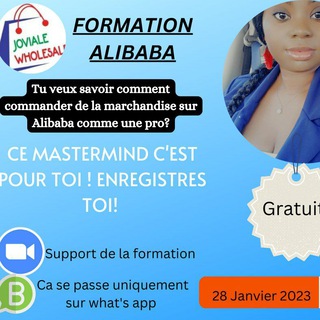 JOVIALE
WHOLESALE
FORMATION
ALIBABA
Tu veux savoir comment
commander de la marchandise sur
Alibaba comme une pro?
CE MASTERMIND C'EST
POUR TOI ! ENREGISTRES
TOI!
Gratuit
Support de la formation
B
Ca se passe uniquement
sur what's app
28 Janvier 2023